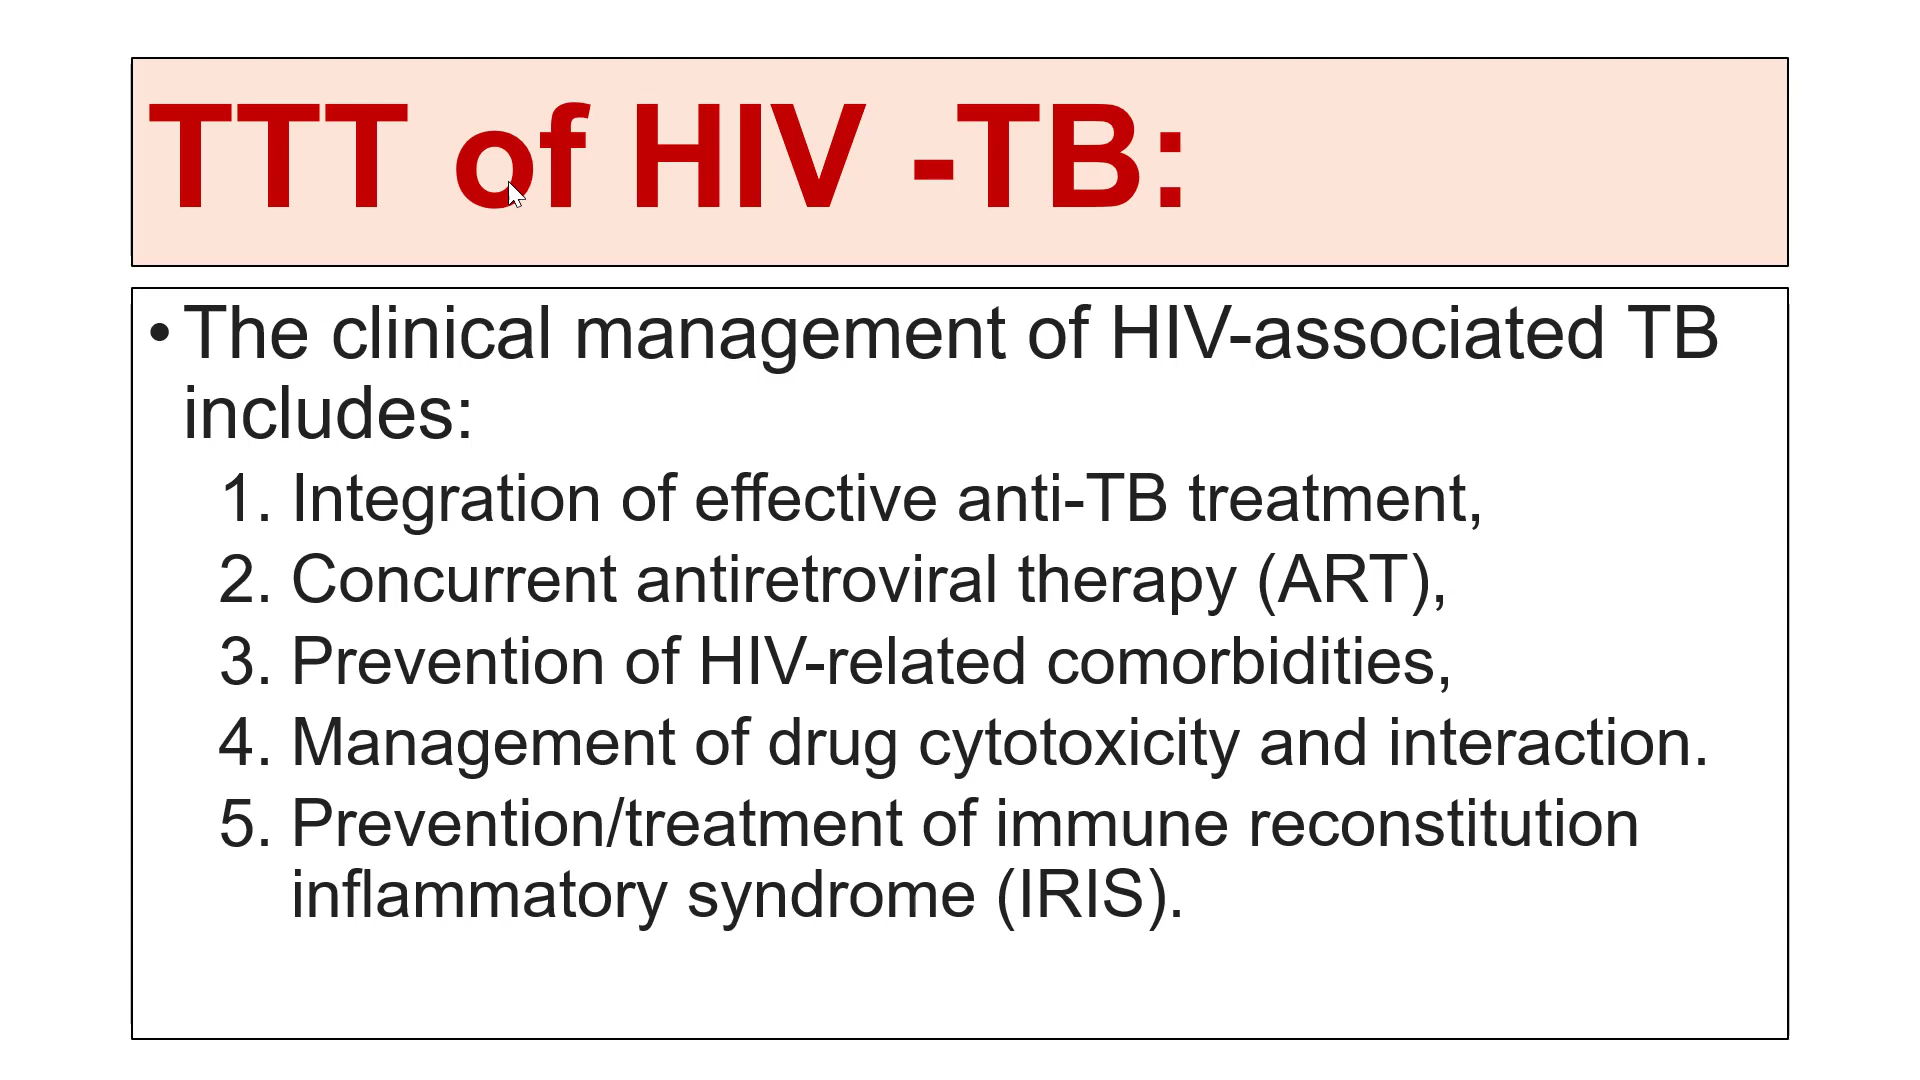 TTT of HIV -TB:
• The clinical management of HIV-associated TB
includes:
1. Integration of effective anti-TB treatment,
2. Concurrent antiretroviral therapy (ART),
3. Prevention of HIV-related comorbidities,
4. Management of drug cytotoxicity and interaction.
5. Prevention/treatment of immune reconstitution
inflammatory syndrome (IRIS).